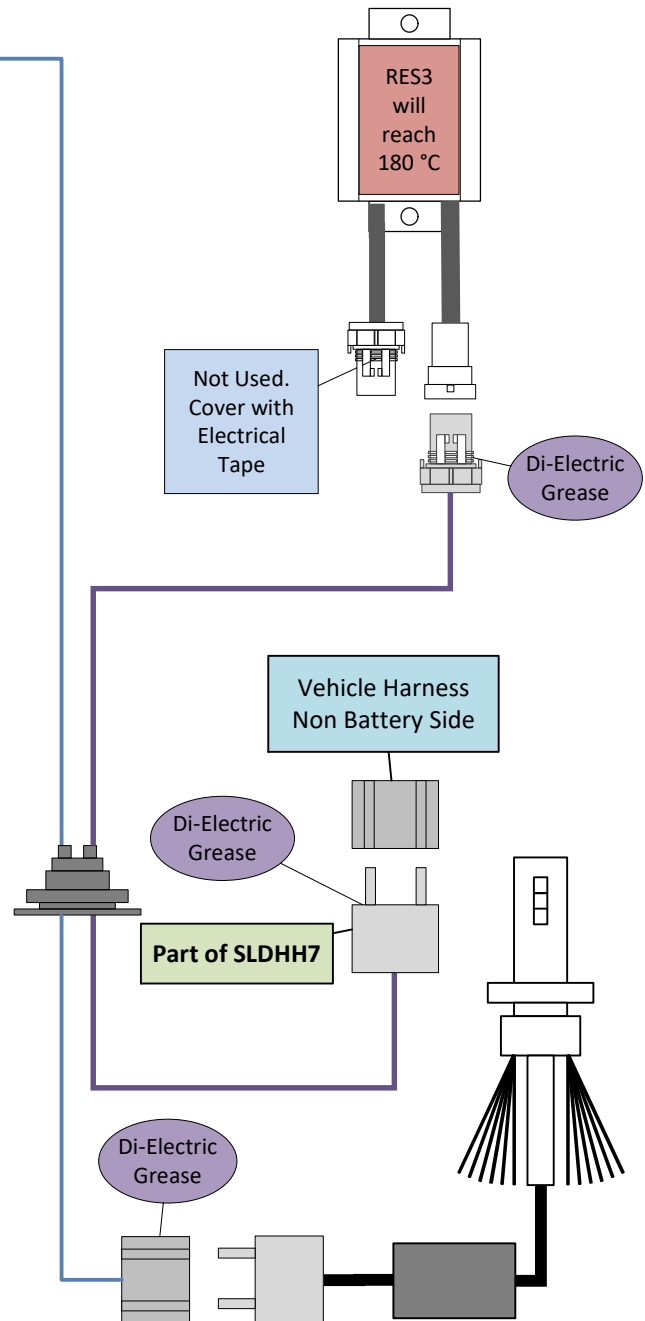 RES3
will
reach
180 °C
Not Used.
Cover with
Electrical
Tape
Di-Electric
Grease
Vehicle Harness
Non Battery Side
Di-Electric
Grease
Part of SLDHH7
Di-Electric
Grease